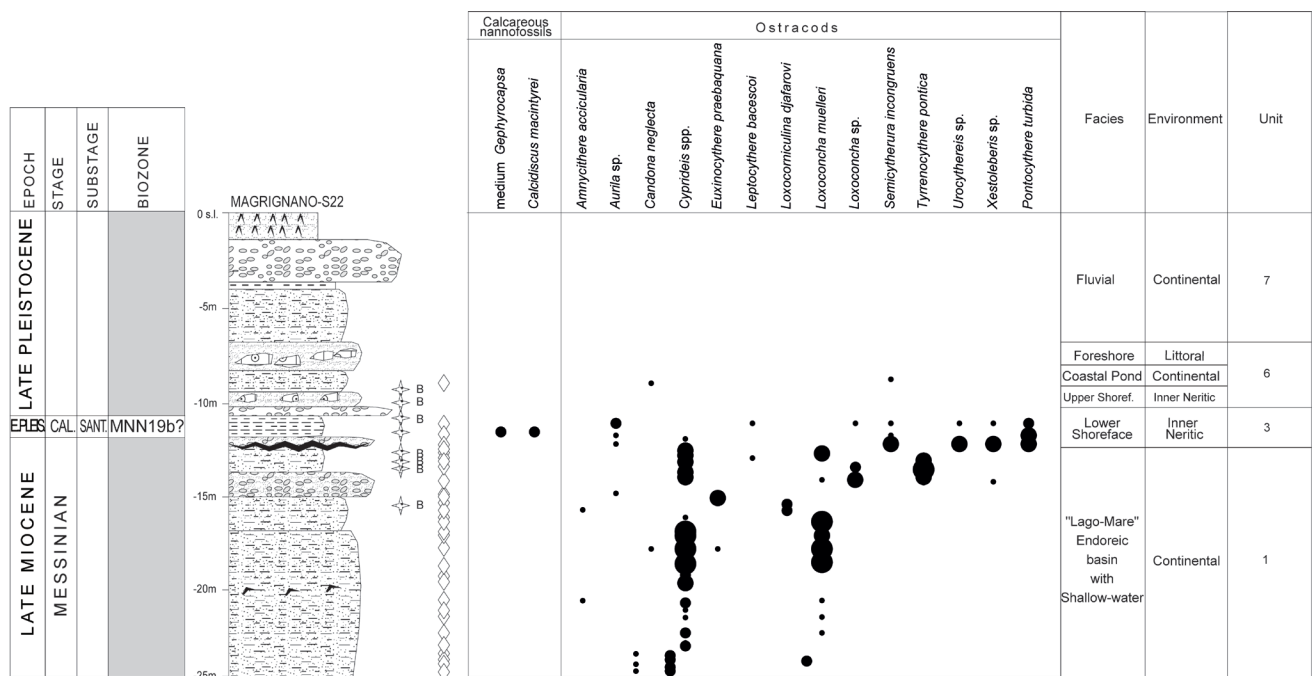 Calcareous
nannofossils
Ostracods
EPOCH
STAGE
SUBSTAGE
BIOZONE
medium Gephyrocapsa
Calcidiscus macintyrei
Amnycithere accicularia
Aurila sp.
Candona neglecta
Cyprideis spp.
Euxinocythere praebaquana
Leptocythere bacescoi
Loxocorniculina djafarovi
Loxoconcha muelleri
Loxoconcha sp.
Semicytherura incongruens
Tyrrenocythere pontica
Urocythereis sp.
Xestoleberis sp.
Pontocythere turbida
Facies
Environment
Unit
MAGRIGNANO-S22
0 s.l.
-5m
-10m
-15m
-20m
-25m
LATE PLEISTOCENE
E.PLEIS.
CAL.
SANT.
MNN19b?
LATE MIOCENE
MESSINIAN
B
B
B
B
B
B
B
Fluvial
Continental
7
Foreshore
Littoral
Coastal Pond
Continental
6
Upper Shoref.
Inner Neritic
Lower
Shoreface
Inner
Neritic
3
"Lago-Mare"
Endoreic
basin
with
Shallow-water
Continental
1